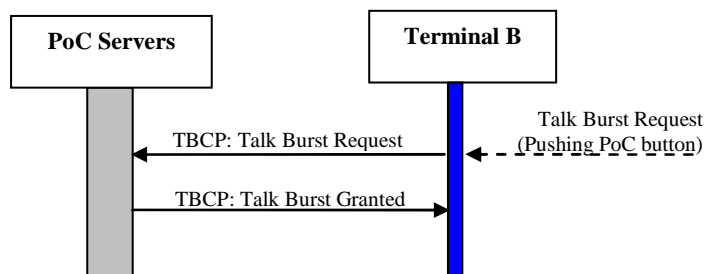 PoC Servers
Terminal B
Talk Burst Request
(Pushing PoC button)
TBCP: Talk Burst Request
TBCP: Talk Burst Granted